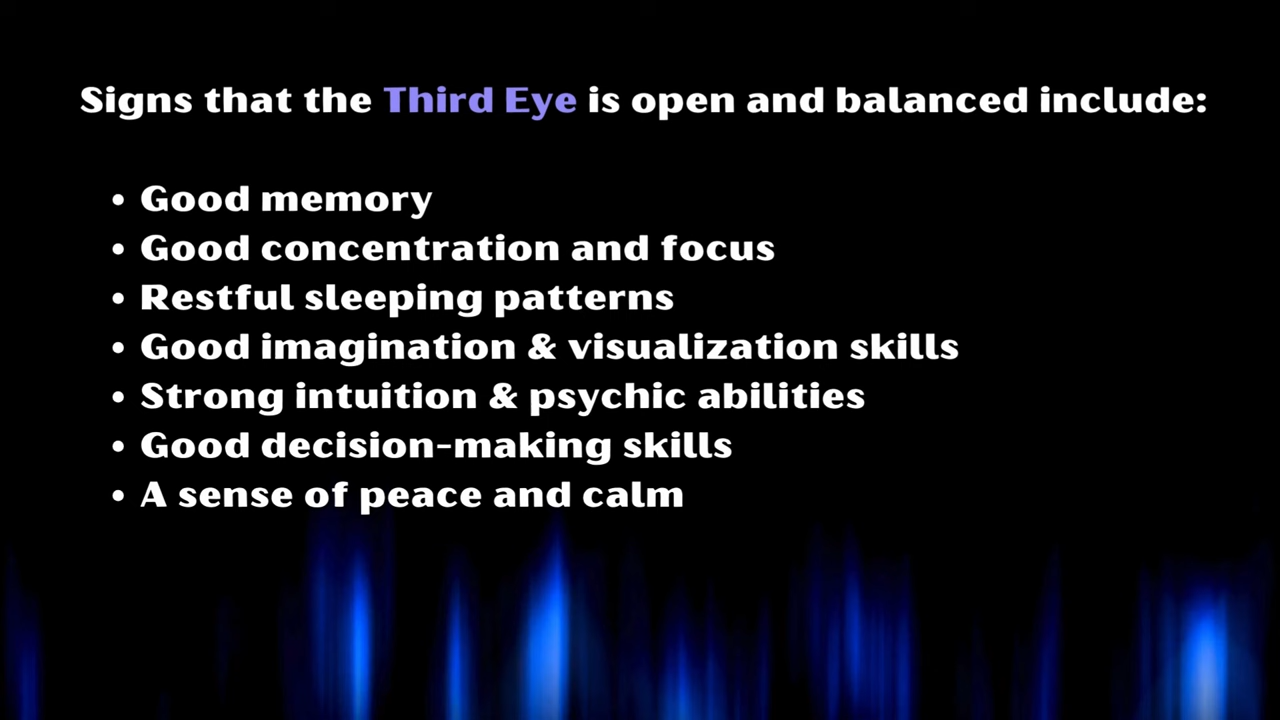 Signs that the Third Eye is open and balanced include:
• Good memory
• Good concentration and focus
• Restful sleeping patterns
• Good imagination & visualization skills
• Strong intuition & psychic abilities
• Good decision-making skills
• A sense of peace and calm